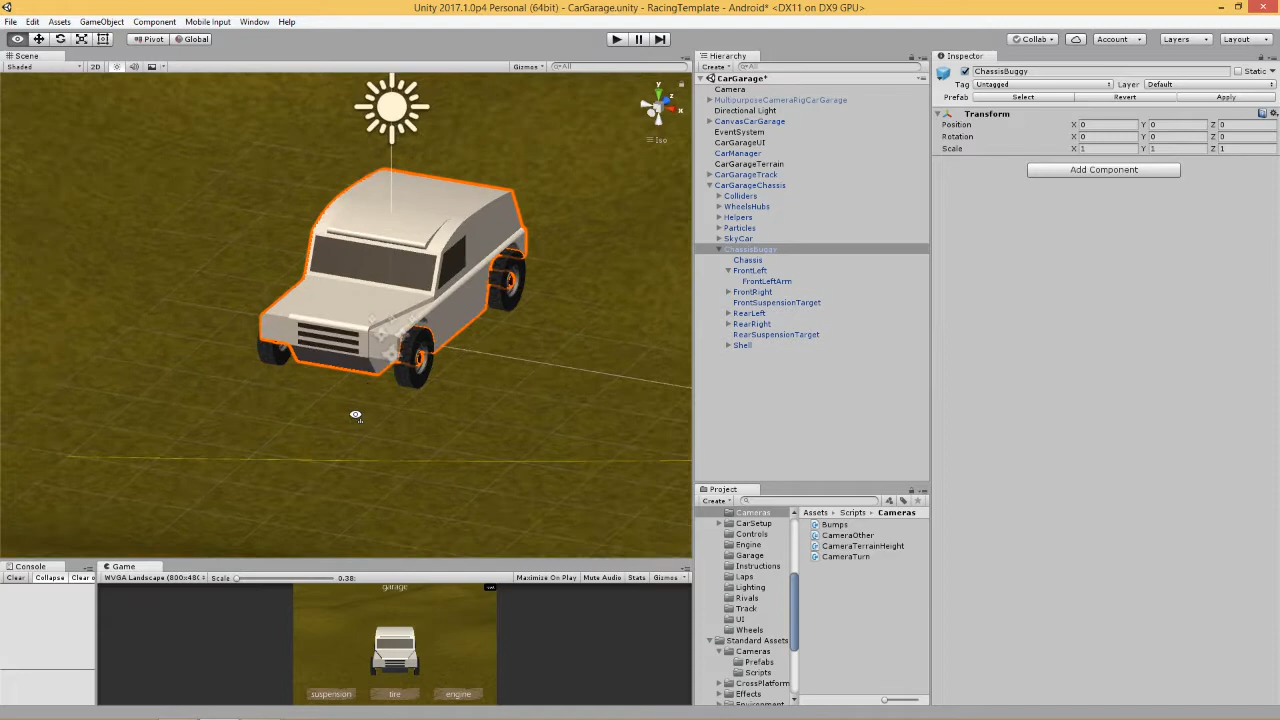 Unity 2017.1.0p4 Personal (64bit) - CarGarage.unity - RacingTemplate - Android* <DX11 on DX9 GPU>
File Edit Assets GameObject Component Mobile Input Window Help
Pivot Global Collab Account Layers Layout
Scene
Shaded 2D Gizmos All
y
z
x
Iso
Hierarchy
Create All
CarGarage*
Camera
MultipurposeCameraRigCarGarage
Directional Light
CanvasCarGarage
EventSystem
CarGarageUI
CarManager
CarGarageTerrain
CarGarageTrack
CarGarageChassis
Colliders
WheelsHubs
Helpers
Particles
SkyCar
ChassisBuggy
Chassis
FrontLeft
FrontLeftArm
FrontRight
FrontSuspensionTarget
RearLeft
RearRight
RearSuspensionTarget
Shell
Inspector
ChassisBuggy Static
Tag Untagged Layer Default
Prefab Select Revert Apply
Transform
Position X 0 Y 0 Z 0
Rotation X 0 Y 0 Z 0
Scale X 1 Y 1 Z 1
Add Component
Project
Create
Cameras
CarSetup
Controls
Engine
Garage
Instructions
Laps
Lighting
Rivals
Track
UI
Wheels
Standard Assets
Cameras
Prefabs
Scripts
CrossPlatform
Effects
Assets Scripts Cameras
Bumps
CameraOther
CameraTerrainHeight
CameraTurn
Console
Clear Collapse Clear o
Game
WVGA Landscape (800x480 Scale 0.38: Maximize On Play Mute Audio Stats Gizmos
garage
suspension tire engine